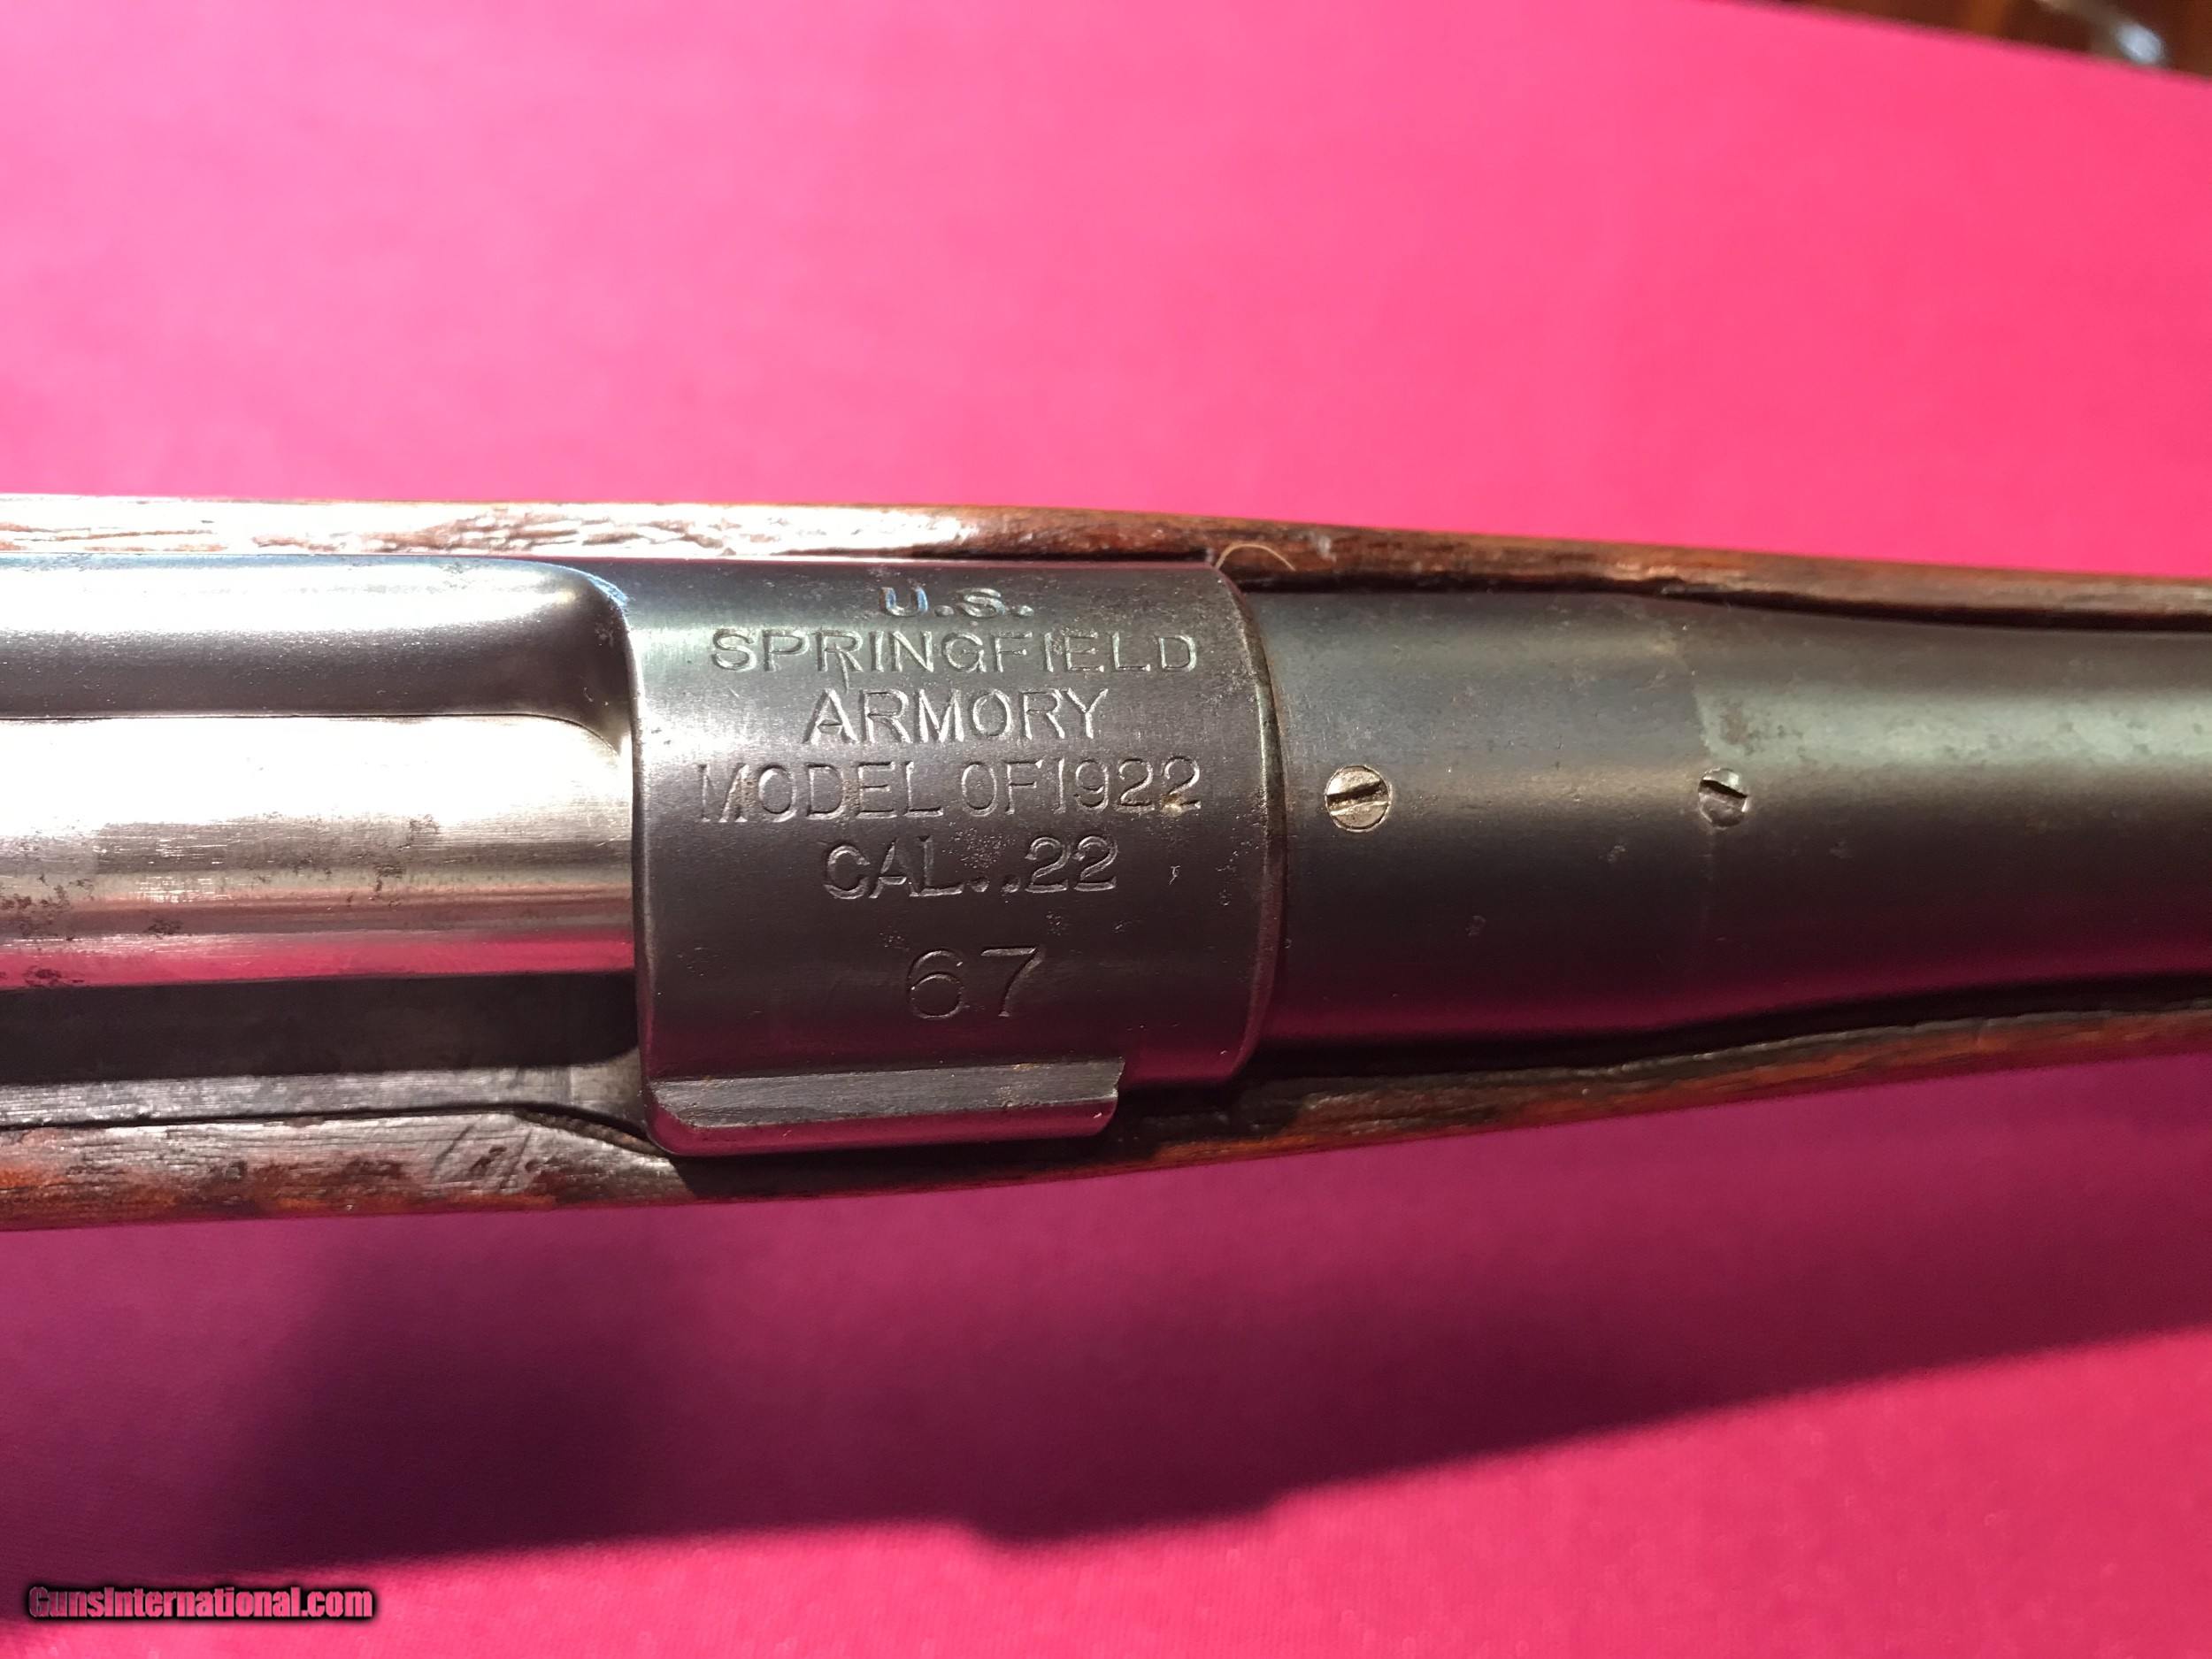 U.S.
SPRINGFIELD
ARMORY
MODEL OF 1922
CAL..22
67
GunsInternational.com